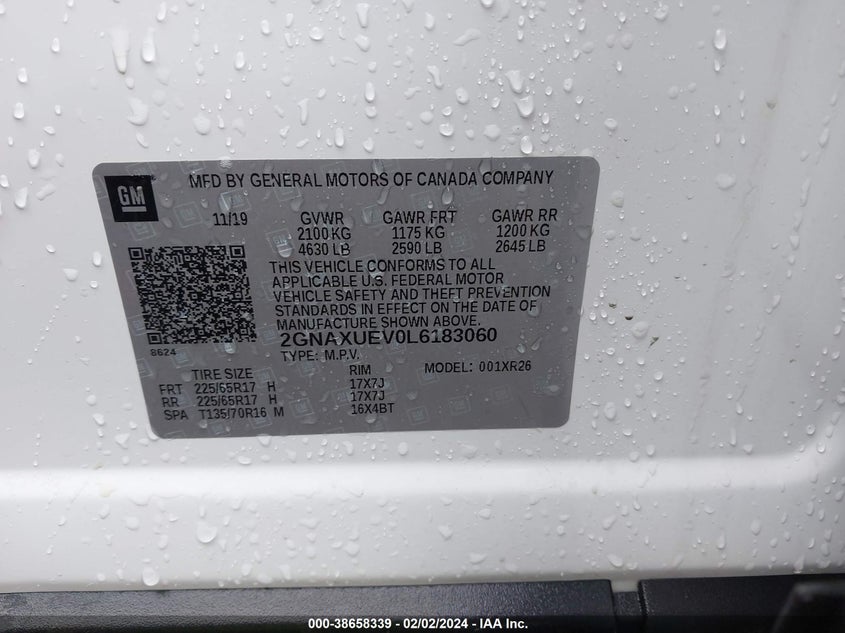 GM
MFD BY GENERAL MOTORS OF CANADA COMPANY
11/19 GVWR GAWR FRT GAWR RR
2100 KG 1175 KG 1200 KG
4630 LB 2590 LB 2645 LB
THIS VEHICLE CONFORMS TO ALL
APPLICABLE U.S. FEDERAL MOTOR
VEHICLE SAFETY AND THEFT PREVENTION
STANDARDS IN EFFECT ON THE DATE OF
MANUFACTURE SHOWN ABOVE.
8624 2GNAXUEV0L6183060
TYPE: M.P.V. MODEL: 001XR26
TIRE SIZE RIM
FRT 225/65R17 H 17X7J
RR 225/65R17 H 17X7J
SPA T135/70R16 M 16X4BT
000-38658339 / 02/02/2024 - IAA Inc.